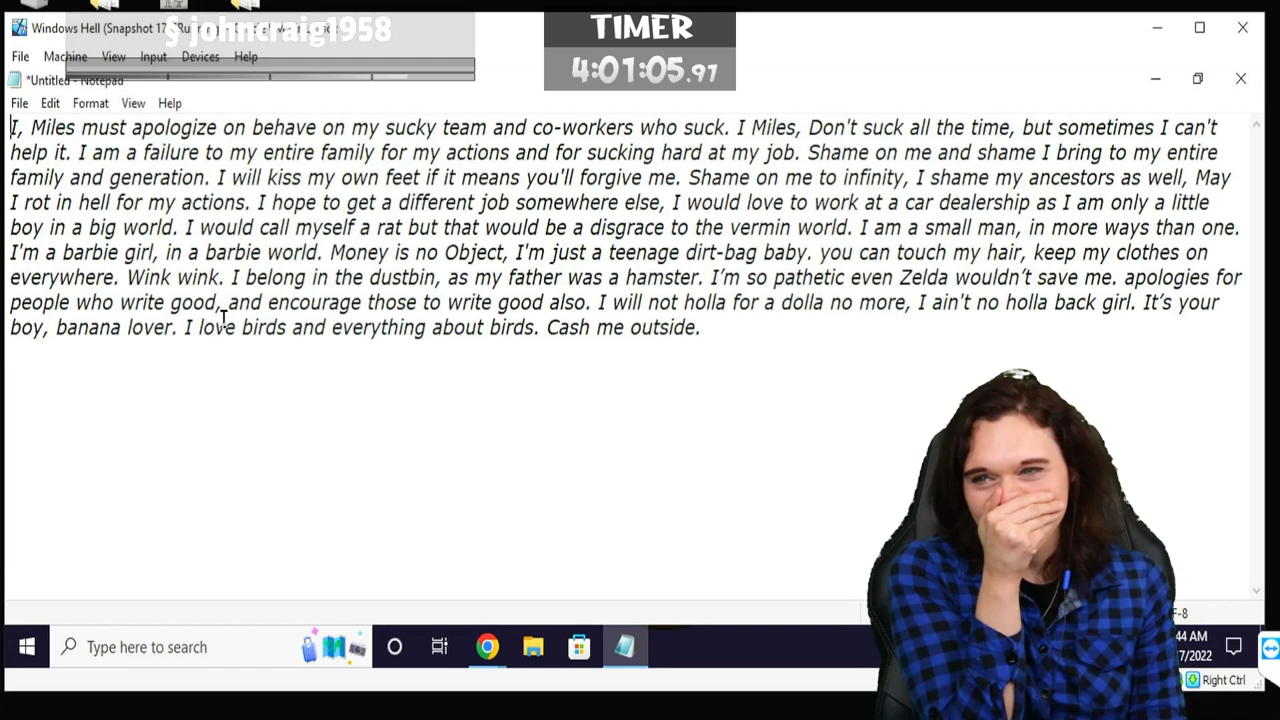 § johncraig1958
TIMER
4:01:05.97
Windows Hell (Snapshot 17
File Machine View Input Devices Help
*Untitled - Notepad
File Edit Format View Help
I, Miles must apologize on behave on my sucky team and co-workers who suck. I Miles, Don't suck all the time, but sometimes I can't
help it. I am a failure to my entire family for my actions and for sucking hard at my job. Shame on me and shame I bring to my entire
family and generation. I will kiss my own feet if it means you'll forgive me. Shame on me to infinity, I shame my ancestors as well, May
I rot in hell for my actions. I hope to get a different job somewhere else, I would love to work at a car dealership as I am only a little
boy in a big world. I would call myself a rat but that would be a disgrace to the vermin world. I am a small man, in more ways than one.
I'm a barbie girl, in a barbie world. Money is no Object, I'm just a teenage dirt-bag baby. you can touch my hair, keep my clothes on
everywhere. Wink wink. I belong in the dustbin, as my father was a hamster. I’m so pathetic even Zelda wouldn’t save me. apologies for
people who write good, and encourage those to write good also. I will not holla for a dolla no more, I ain't no holla back girl. It’s your
boy, banana lover. I love birds and everything about birds. Cash me outside.
F-8
Type here to search
44 AM
7/2022
Right Ctrl